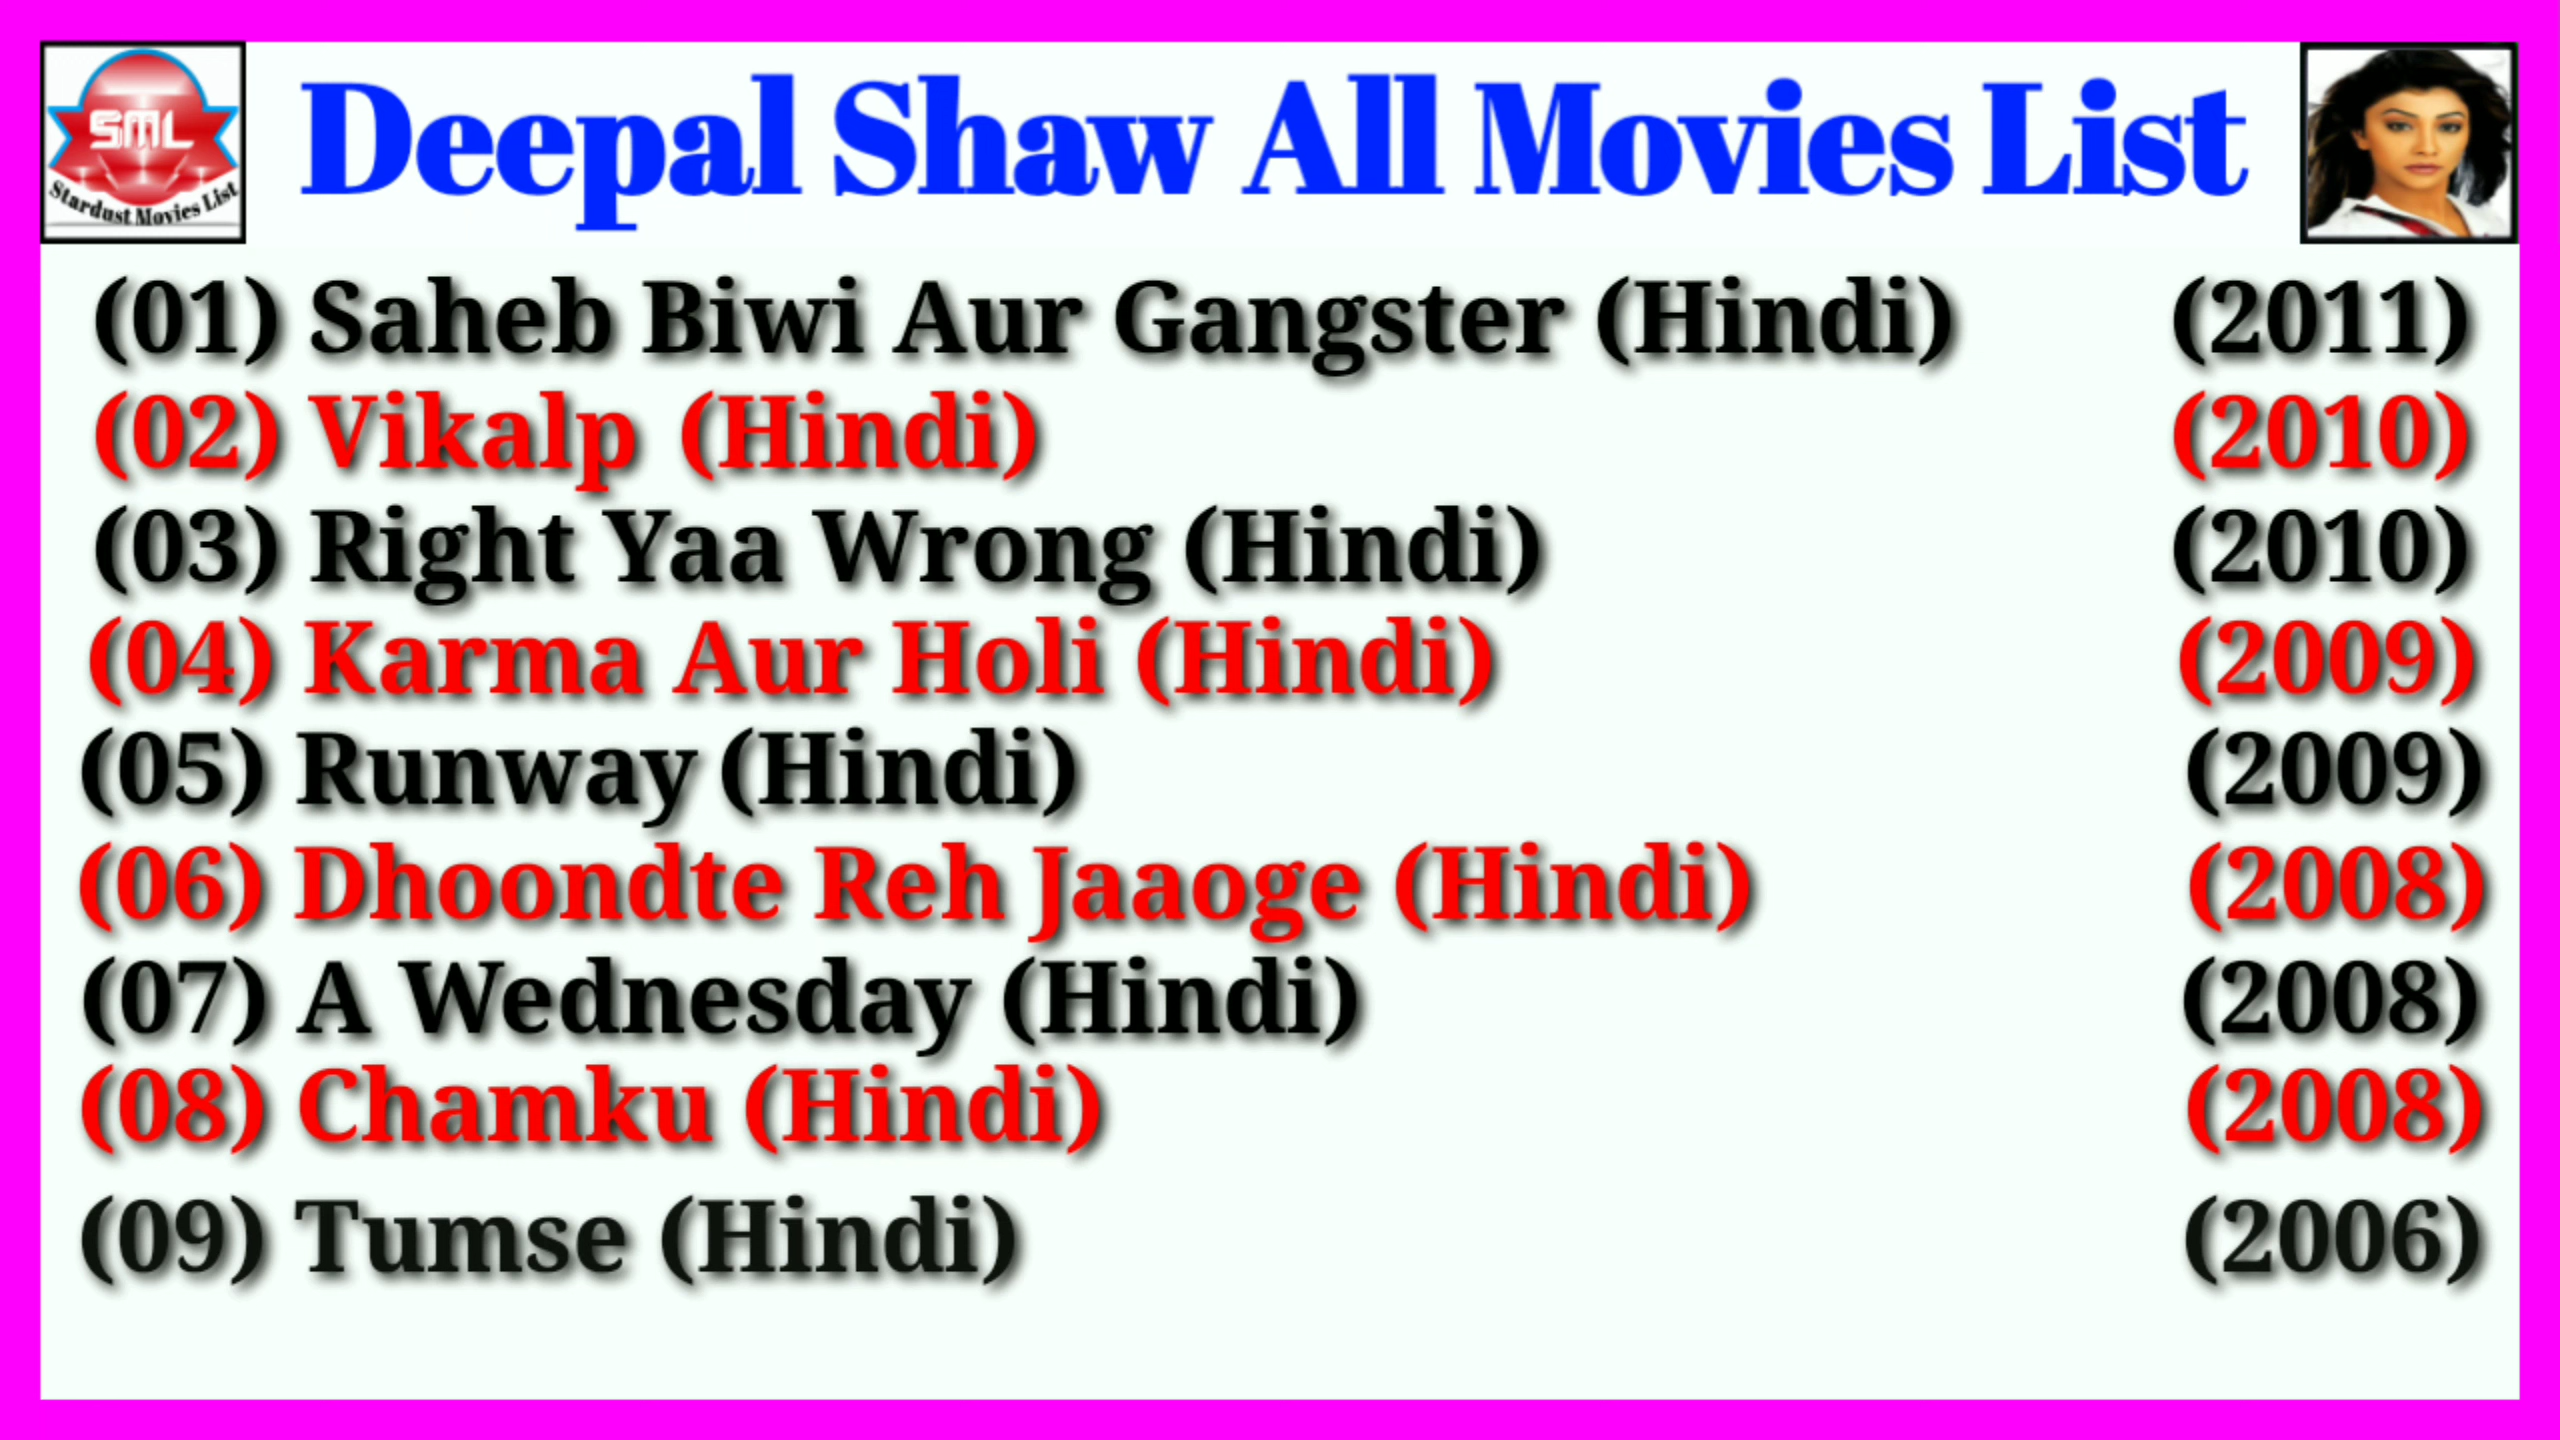 SML
Stardust Movies List
Deepal Shaw All Movies List
(01) Saheb Biwi Aur Gangster (Hindi) (2011)
(02) Vikalp (Hindi) (2010)
(03) Right Yaa Wrong (Hindi) (2010)
(04) Karma Aur Holi (Hindi) (2009)
(05) Runway (Hindi) (2009)
(06) Dhoondte Reh Jaaoge (Hindi) (2008)
(07) A Wednesday (Hindi) (2008)
(08) Chamku (Hindi) (2008)
(09) Tumse (Hindi) (2006)